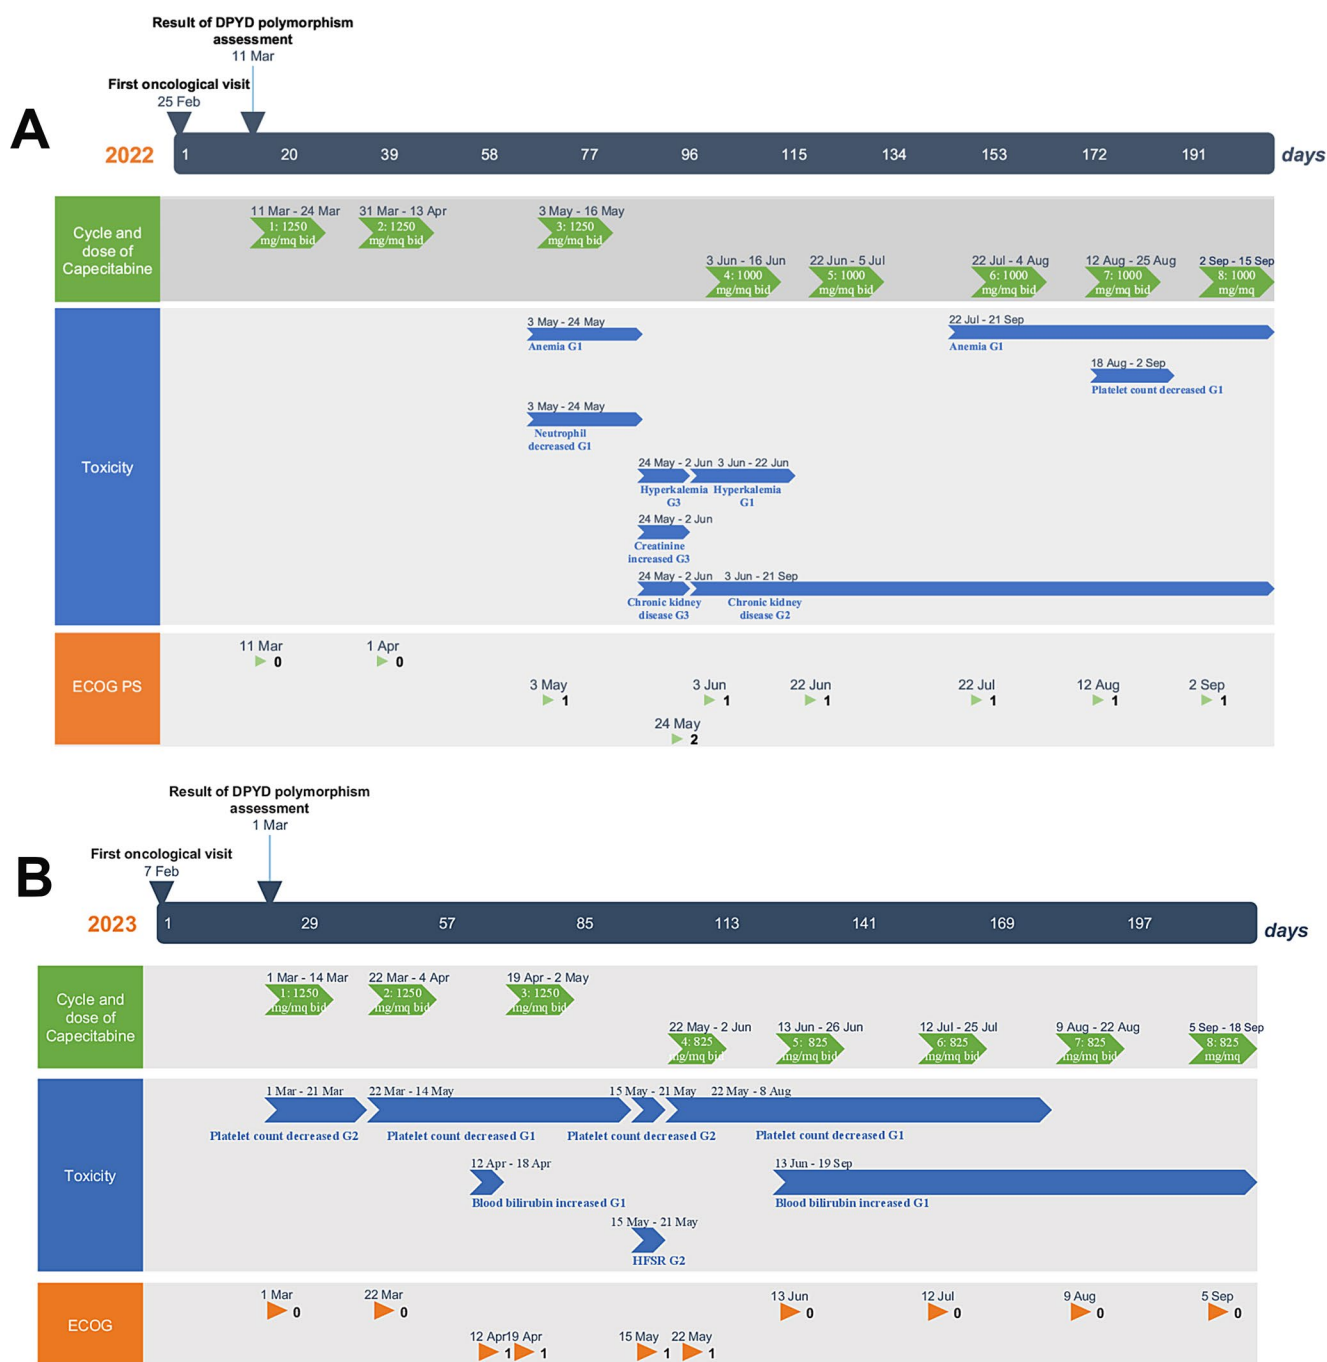 Result of DPYD polymorphism
assessment
11 Mar
First oncological visit
25 Feb
A
2022
1 20 39 58 77 96 115 134 153 172 191
days
Cycle and
dose of
Capecitabine
11 Mar - 24 Mar
1: 1250
mg/mq bid
31 Mar - 13 Apr
2: 1250
mg/mq bid
3 May - 16 May
3: 1250
mg/mq bid
3 Jun - 16 Jun
4: 1000
mg/mq bid
22 Jun - 5 Jul
5: 1000
mg/mq bid
22 Jul - 4 Aug
6: 1000
mg/mq bid
12 Aug - 25 Aug
7: 1000
mg/mq bid
2 Sep - 15 Sep
8: 1000
mg/mq
Toxicity
3 May - 24 May
Anemia G1
22 Jul - 21 Sep
Anemia G1
18 Aug - 2 Sep
Platelet count decreased G1
3 May - 24 May
Neutrophil
decreased G1
24 May - 2 Jun 3 Jun - 22 Jun
Hyperkalemia Hyperkalemia
G3 G1
24 May - 2 Jun
Creatinine
increased G3
24 May - 2 Jun 3 Jun - 21 Sep
Chronic kidney Chronic kidney
disease G3 disease G2
ECOG PS
11 Mar
0
1 Apr
0
3 May
1
24 May
2
3 Jun
1
22 Jun
1
22 Jul
1
12 Aug
1
2 Sep
1
Result of DPYD polymorphism
assessment
1 Mar
First oncological visit
7 Feb
B
2023
1 29 57 85 113 141 169 197
days
Cycle and
dose of
Capecitabine
1 Mar - 14 Mar
1: 1250
mg/mq bid
22 Mar - 4 Apr
2: 1250
mg/mq bid
19 Apr - 2 May
3: 1250
mg/mq bid
22 May - 2 Jun
4: 825
mg/mq bid
13 Jun - 26 Jun
5: 825
mg/mq bid
12 Jul - 25 Jul
6: 825
mg/mq bid
9 Aug - 22 Aug
7: 825
mg/mq bid
5 Sep - 18 Sep
8: 825
mg/mq
Toxicity
1 Mar - 21 Mar 22 Mar - 14 May 15 May - 21 May 22 May - 8 Aug
Platelet count decreased G2 Platelet count decreased G1 Platelet count decreased G2 Platelet count decreased G1
12 Apr - 18 Apr
Blood bilirubin increased G1
13 Jun - 19 Sep
Blood bilirubin increased G1
15 May - 21 May
HFSR G2
ECOG
1 Mar
0
22 Mar
0
12 Apr
1
19 Apr
1
15 May
1
22 May
1
13 Jun
0
12 Jul
0
9 Aug
0
5 Sep
0